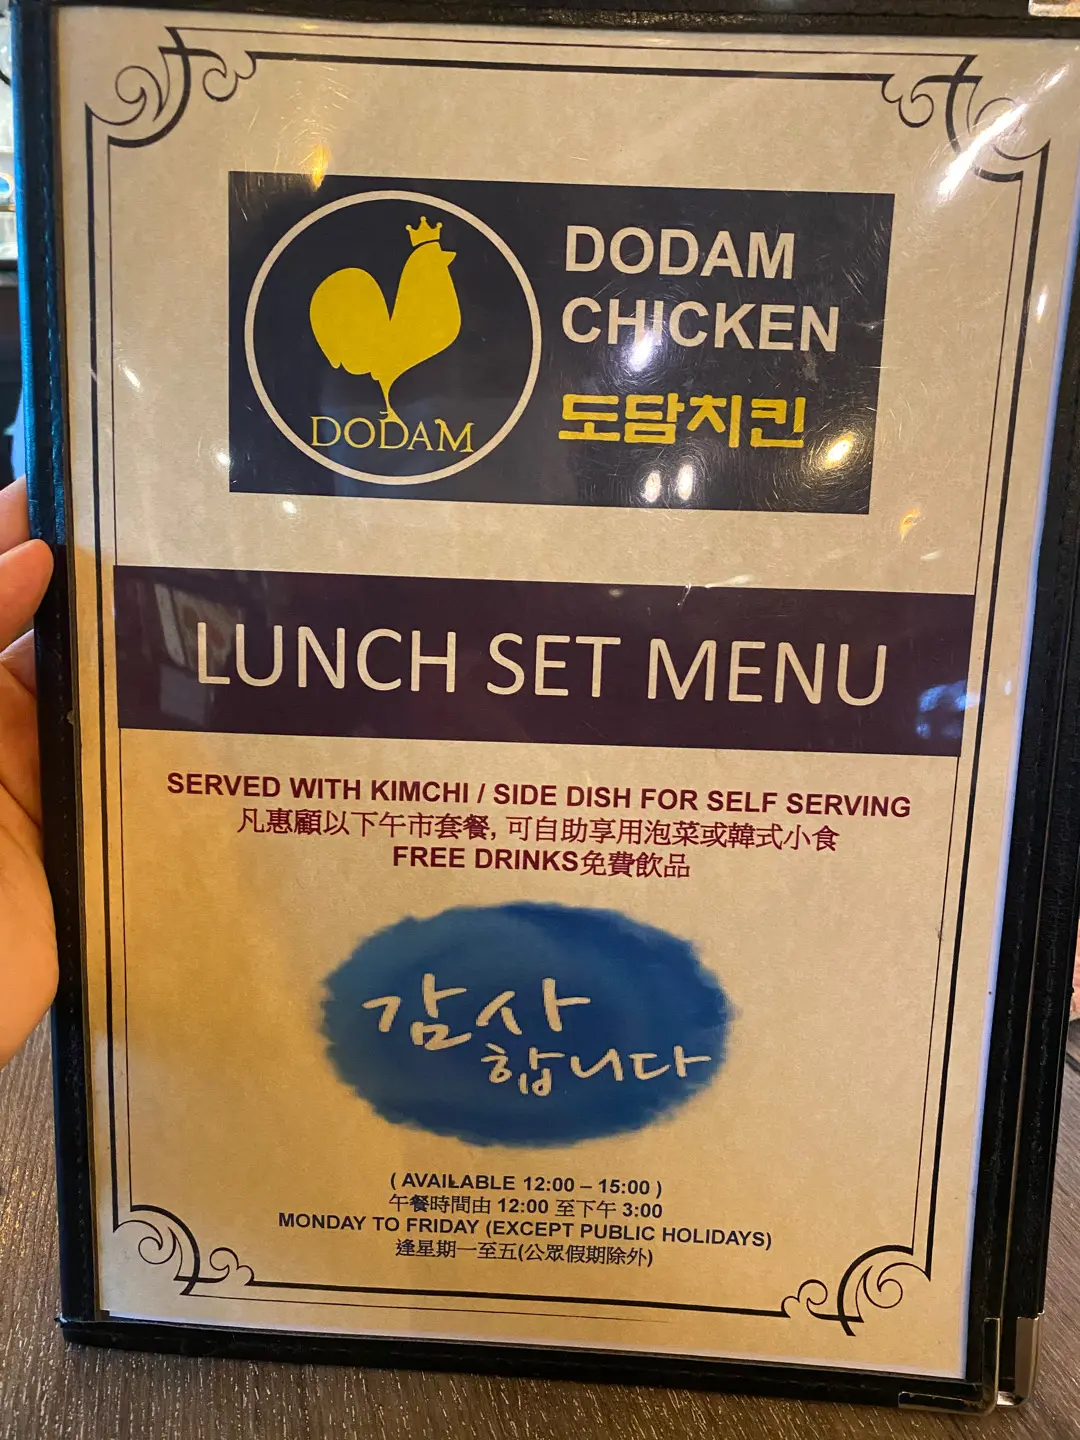 DODAM
DODAM
CHICKEN
도담치킨
LUNCH SET MENU
SERVED WITH KIMCHI / SIDE DISH FOR SELF SERVING
凡惠顧以下午市套餐, 可自助享用泡菜或韓式小食
FREE DRINKS免費飲品
감사
합니다
( AVAILABLE 12:00 – 15:00 )
午餐時間由 12:00 至下午 3:00
MONDAY TO FRIDAY (EXCEPT PUBLIC HOLIDAYS)
逢星期一至五(公眾假期除外)